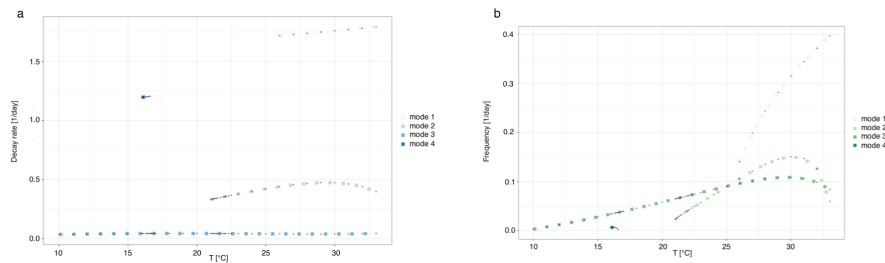 a
Decay rate [1/day]
1.5
1.0
0.5
0.0
10
15
20
25
30
T [°C]
mode 1
mode 2
mode 3
mode 4
b
Frequency [1/day]
0.4
0.3
0.2
0.1
0.0
10
15
20
25
30
T [°C]
mode 1
mode 2
mode 3
mode 4